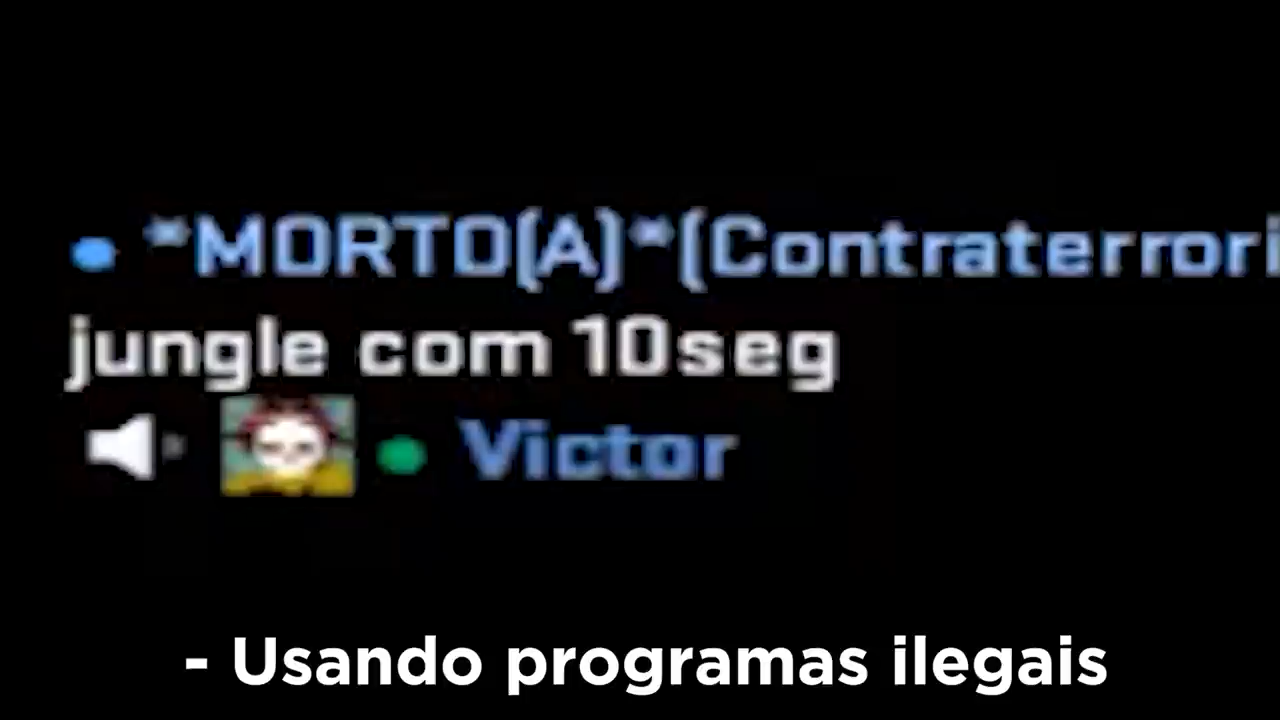 *MORTO(A)*(Contraterrori
jungle com 10seg
Victor
- Usando programas ilegais